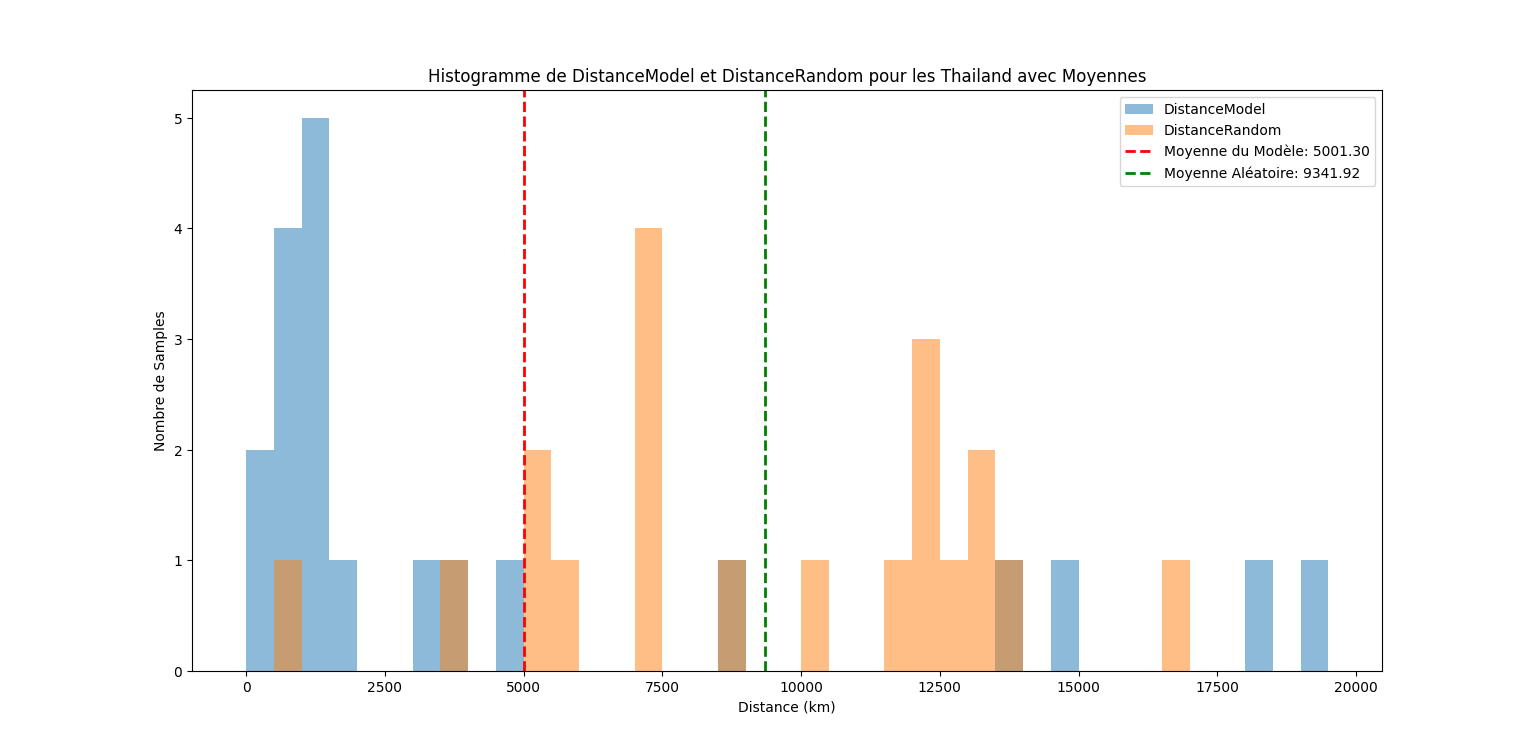 Histogramme de DistanceModel et DistanceRandom pour les Thailand avec Moyennes
DistanceModel
DistanceRandom
Moyenne du Modèle: 5001.30
Moyenne Aléatoire: 9341.92
5
4
3
2
1
0
Nombre de Samples
0 2500 5000 7500 10000 12500 15000 17500 20000
Distance (km)